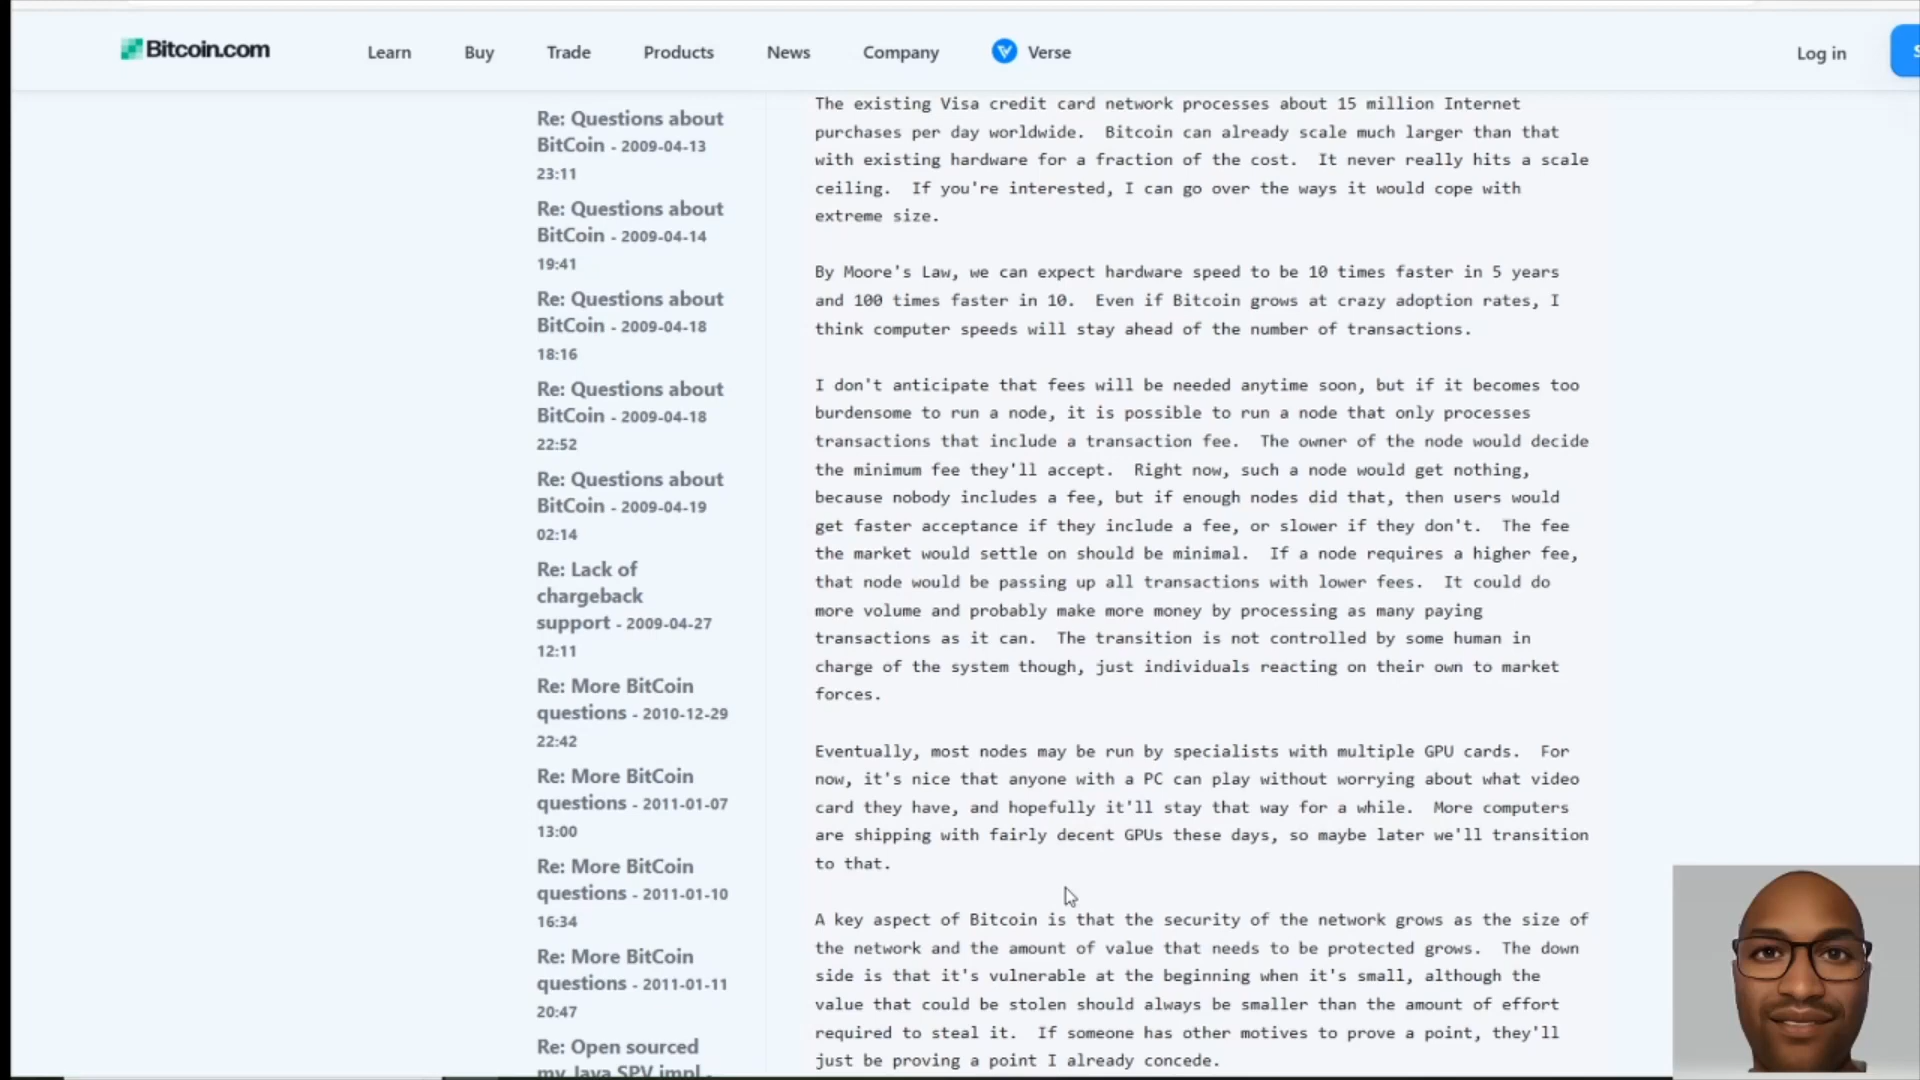 Bitcoin.com
Learn
Buy
Trade
Products
News
Company
Verse
Log in
Re: Questions about
BitCoin - 2009-04-13
23:11
Re: Questions about
BitCoin - 2009-04-14
19:41
Re: Questions about
BitCoin - 2009-04-18
18:16
Re: Questions about
BitCoin - 2009-04-18
22:52
Re: Questions about
BitCoin - 2009-04-19
02:14
Re: Lack of
chargeback
support - 2009-04-27
12:11
Re: More BitCoin
questions - 2010-12-29
22:42
Re: More BitCoin
questions - 2011-01-07
13:00
Re: More BitCoin
questions - 2011-01-10
16:34
Re: More BitCoin
questions - 2011-01-11
20:47
Re: Open sourced
my Java SPV impl -
The existing Visa credit card network processes about 15 million Internet
purchases per day worldwide.  Bitcoin can already scale much larger than that
with existing hardware for a fraction of the cost.  It never really hits a scale
ceiling.  If you're interested, I can go over the ways it would cope with
extreme size.
By Moore's Law, we can expect hardware speed to be 10 times faster in 5 years
and 100 times faster in 10.  Even if Bitcoin grows at crazy adoption rates, I
think computer speeds will stay ahead of the number of transactions.
I don't anticipate that fees will be needed anytime soon, but if it becomes too
burdensome to run a node, it is possible to run a node that only processes
transactions that include a transaction fee.  The owner of the node would decide
the minimum fee they'll accept.  Right now, such a node would get nothing,
because nobody includes a fee, but if enough nodes did that, then users would
get faster acceptance if they include a fee, or slower if they don't.  The fee
the market would settle on should be minimal.  If a node requires a higher fee,
that node would be passing up all transactions with lower fees.  It could do
more volume and probably make more money by processing as many paying
transactions as it can.  The transition is not controlled by some human in
charge of the system though, just individuals reacting on their own to market
forces.
Eventually, most nodes may be run by specialists with multiple GPU cards.  For
now, it's nice that anyone with a PC can play without worrying about what video
card they have, and hopefully it'll stay that way for a while.  More computers
are shipping with fairly decent GPUs these days, so maybe later we'll transition
to that.
A key aspect of Bitcoin is that the security of the network grows as the size of
the network and the amount of value that needs to be protected grows.  The down
side is that it's vulnerable at the beginning when it's small, although the
value that could be stolen should always be smaller than the amount of effort
required to steal it.  If someone has other motives to prove a point, they'll
just be proving a point I already concede.